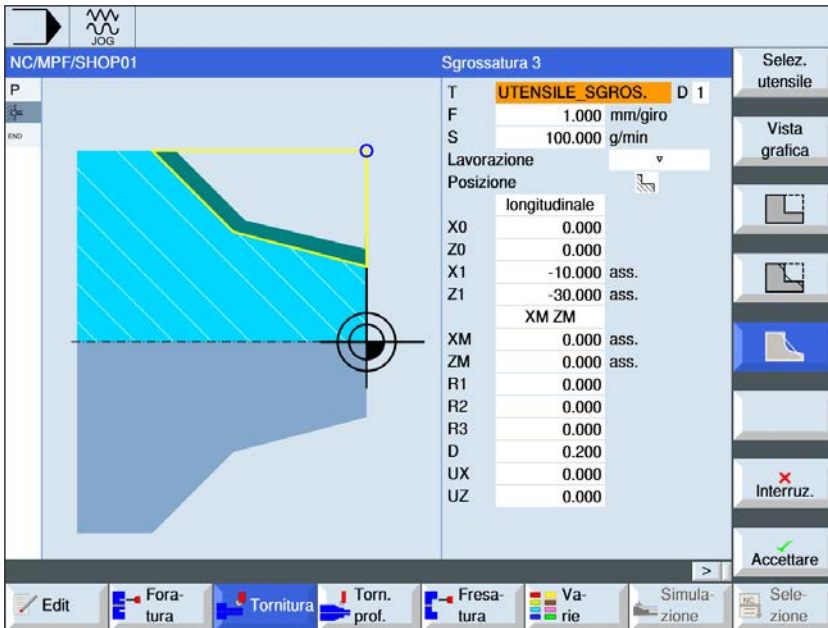 JOG
NC/MPF/SHOP01
P
END
Sgrossatura 3
T UTENSILE_SGROS. D 1
F 1.000 mm/giro
S 100.000 g/min
Lavorazione ▿
Posizione
longitudinale
X0 0.000
Z0 0.000
X1 -10.000 ass.
Z1 -30.000 ass.
XM ZM
XM 0.000 ass.
ZM 0.000 ass.
R1 0.000
R2 0.000
R3 0.000
D 0.200
UX 0.000
UZ 0.000
Selez.
utensile
Vista
grafica
Interruz.
Accettare
>
Edit
Fora-
tura
Tornitura
Torn.
prof.
Fresa-
tura
Va-
rie
Simula-
zione
NC
Sele-
zione